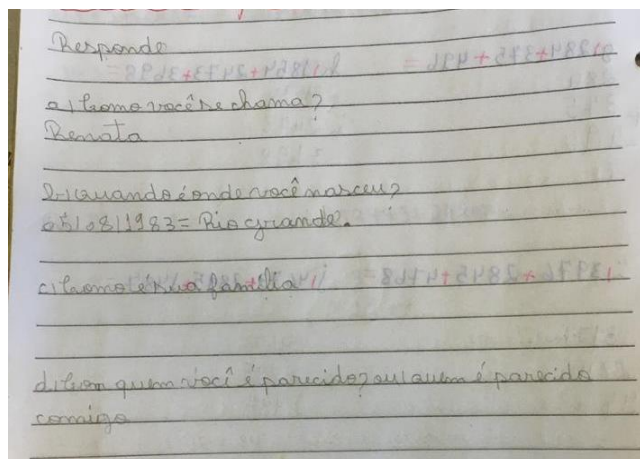 Responde
a) Como você se chama?
Renata
b) Quando é onde você nasceu?
05/08/1983 = Rio grande.
c) Como é sua família
d) Com quem você é parecido? ou quem é parecido
comigo